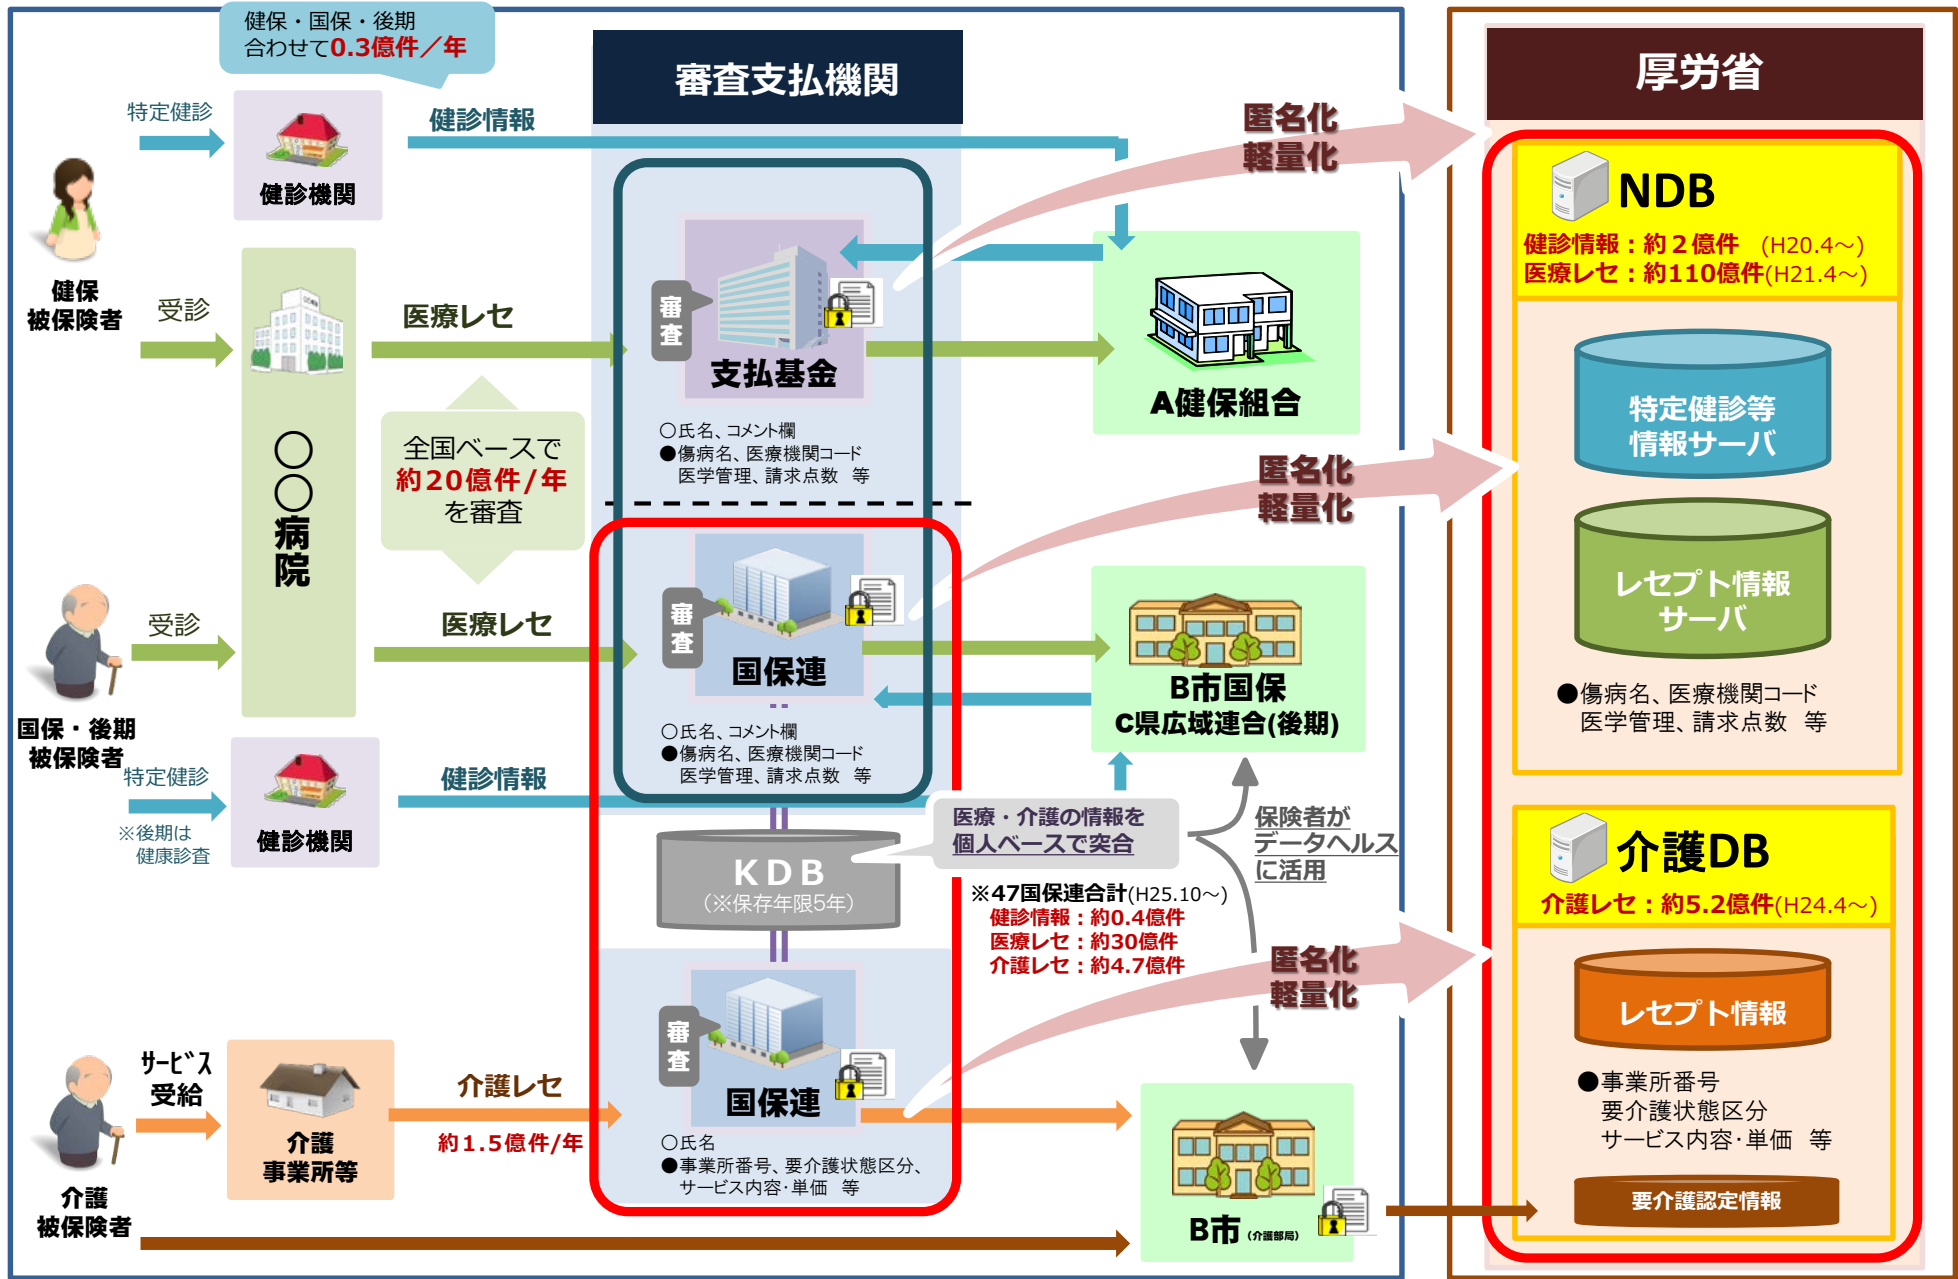 健保・国保・後期
合わせて0.3億件／年
審査支払機関
厚労省
特定健診
健診機関
健診情報
匿名化
軽量化
NDB
健診情報：約２億件 (H20.4～)
医療レセ：約110億件(H21.4～)
健保
被保険者
受診
医療レセ
審査
支払基金
A健保組合
特定健診等
情報サーバ
〇〇病院
全国ベースで
約20億件/年
を審査
○氏名、コメント欄
●傷病名、医療機関コード
医学管理、請求点数 等
匿名化
軽量化
レセプト情報
サーバ
受診
医療レセ
審査
国保連
B市国保
C県広域連合(後期)
●傷病名、医療機関コード
医学管理、請求点数 等
国保・後期
被保険者
○氏名、コメント欄
●傷病名、医療機関コード
医学管理、請求点数 等
特定健診
※後期は
健康診査
健診機関
健診情報
医療・介護の情報を
個人ベースで突合
保険者が
データヘルス
に活用
KDB
（※保存年限5年）
※47国保連合計(H25.10～)
健診情報：約0.4億件
医療レセ：約30億件
介護レセ：約4.7億件
介護DB
介護レセ：約5.2億件(H24.4～)
匿名化
軽量化
レセプト情報
審査
国保連
サービス
受給
介護
事業所等
介護レセ
約1.5億件/年
○氏名
●事業所番号、要介護状態区分、
サービス内容・単価 等
●事業所番号
要介護状態区分
サービス内容・単価 等
介護
被保険者
B市(介護部局)
要介護認定情報